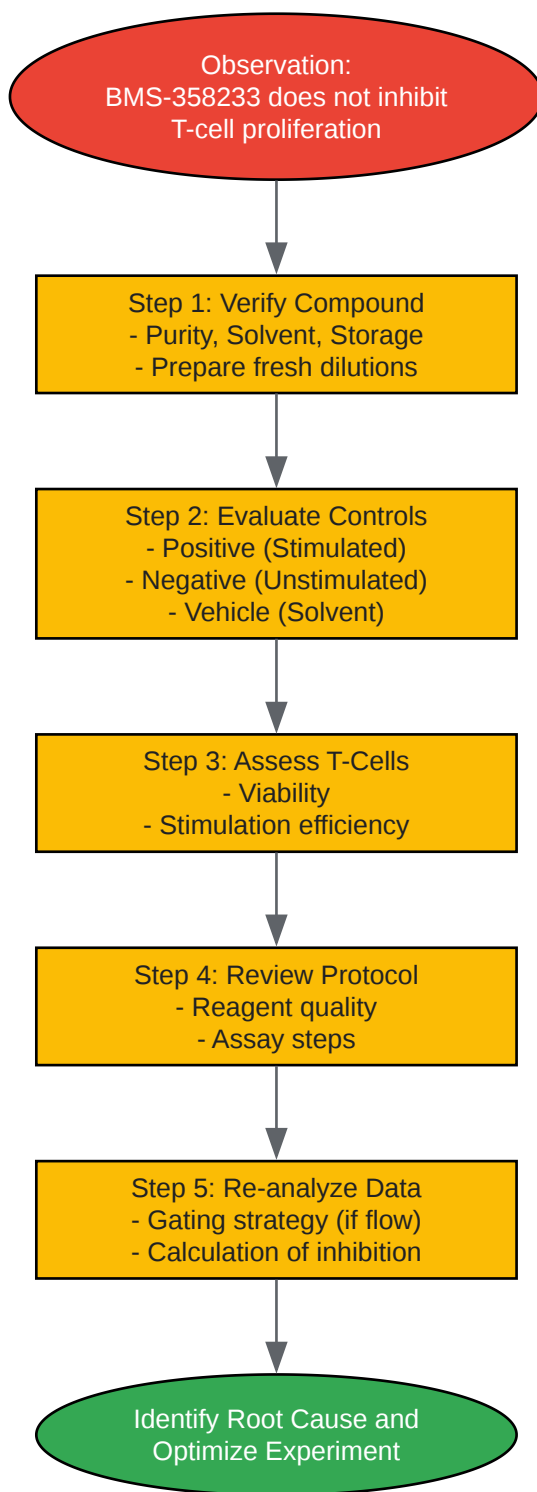 Observation:
BMS-358233 does not inhibit
T-cell proliferation
Step 1: Verify Compound
- Purity, Solvent, Storage
- Prepare fresh dilutions
Step 2: Evaluate Controls
- Positive (Stimulated)
- Negative (Unstimulated)
- Vehicle (Solvent)
Step 3: Assess T-Cells
- Viability
- Stimulation efficiency
Step 4: Review Protocol
- Reagent quality
- Assay steps
Step 5: Re-analyze Data
- Gating strategy (if flow)
- Calculation of inhibition
Identify Root Cause and
Optimize Experiment